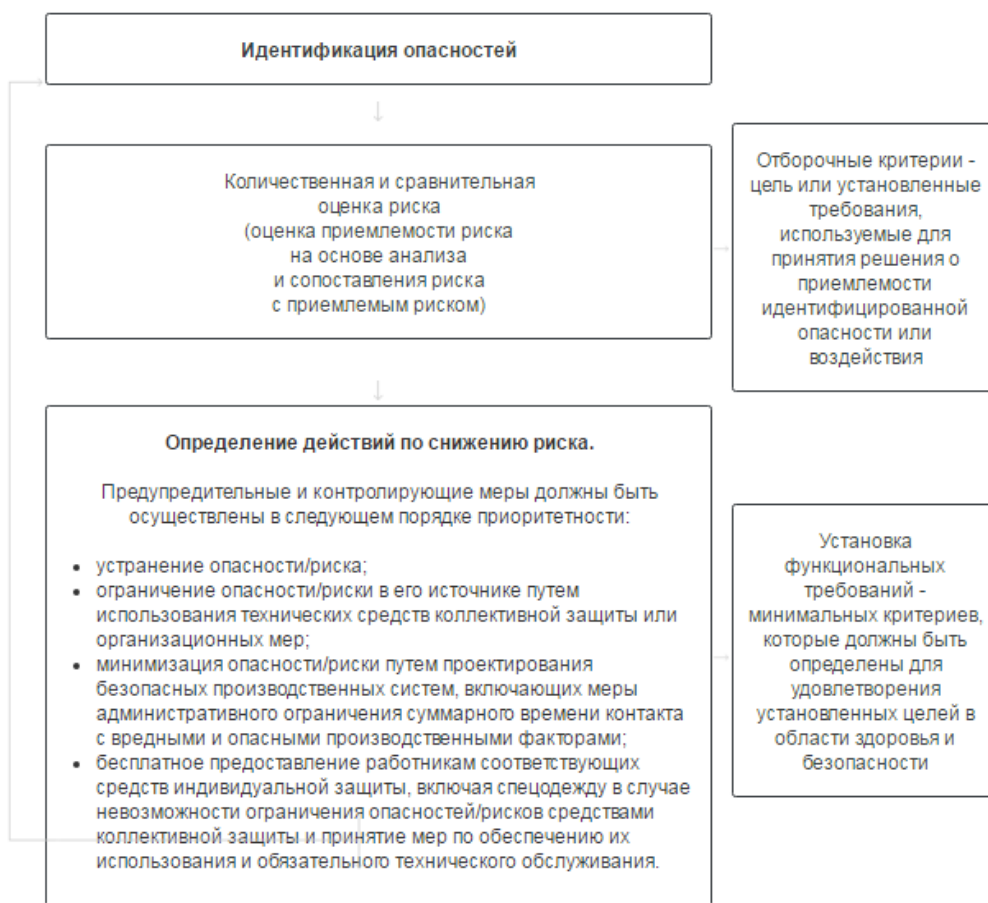 Идентификация опасностей
Количественная и сравнительная
оценка риска
(оценка приемлемости риска
на основе анализа
и сопоставления риска
с приемлемым риском)
Отборочные критерии -
цель или установленные
требования,
используемые для
принятия решения о
приемлемости
идентифицированной
опасности или
воздействия
Определение действий по снижению риска.
Предупредительные и контролирующие меры должны быть
осуществлены в следующем порядке приоритетности:
• устранение опасности/риска;
• ограничение опасности/риски в его источнике путем
использования технических средств коллективной защиты или
организационных мер;
• минимизация опасности/риски путем проектирования
безопасных производственных систем, включающих меры
административного ограничения суммарного времени контакта
с вредными и опасными производственными факторами;
• бесплатное предоставление работникам соответствующих
средств индивидуальной защиты, включая спецодежду в случае
невозможности ограничения опасностей/рисков средствами
коллективной защиты и принятие мер по обеспечению их
использования и обязательного технического обслуживания.
Установка
функциональных
требований -
минимальных критериев,
которые должны быть
определены для
удовлетворения
установленных целей в
области здоровья и
безопасности